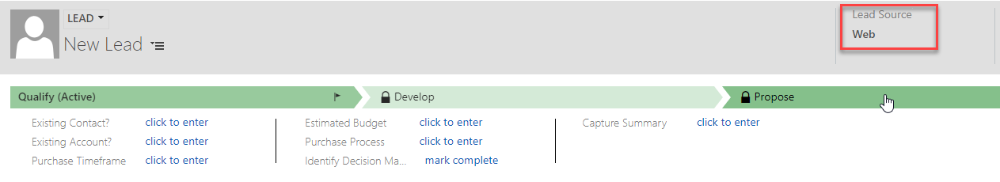 LEAD
New Lead
Lead Source
Web
Qualify (Active)
Develop
Propose
Existing Contact? click to enter
Estimated Budget click to enter
Capture Summary click to enter
Existing Account? click to enter
Purchase Process click to enter
Purchase Timeframe click to enter
Identify Decision Ma... mark complete